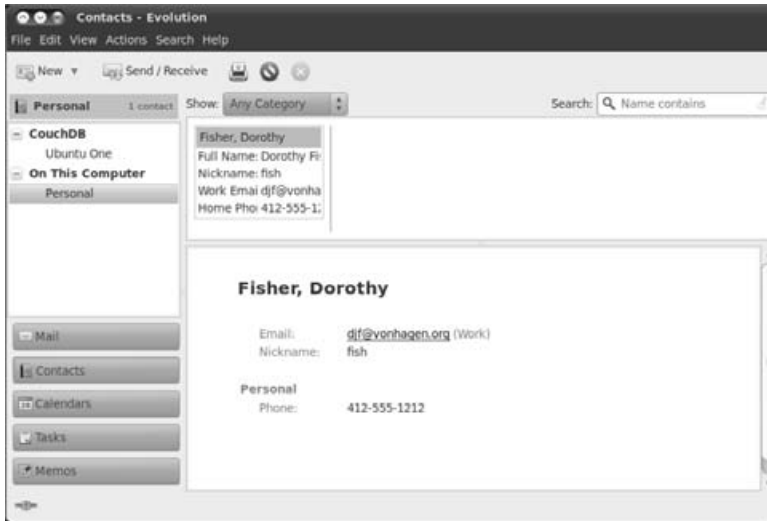 Contacts - Evolution
File Edit View Actions Search Help
New Send / Receive
Personal 1 contact
Show: Any Category Search: Name contains
CouchDB
Ubuntu One
On This Computer
Personal
Fisher, Dorothy
Full Name: Dorothy Fi
Nickname: fish
Work Emai djf@vonha
Home Pho 412-555-1
Fisher, Dorothy
Email: djf@vonhagen.org (Work)
Nickname: fish
Personal
Phone: 412-555-1212
Mail
Contacts
Calendars
Tasks
Memos